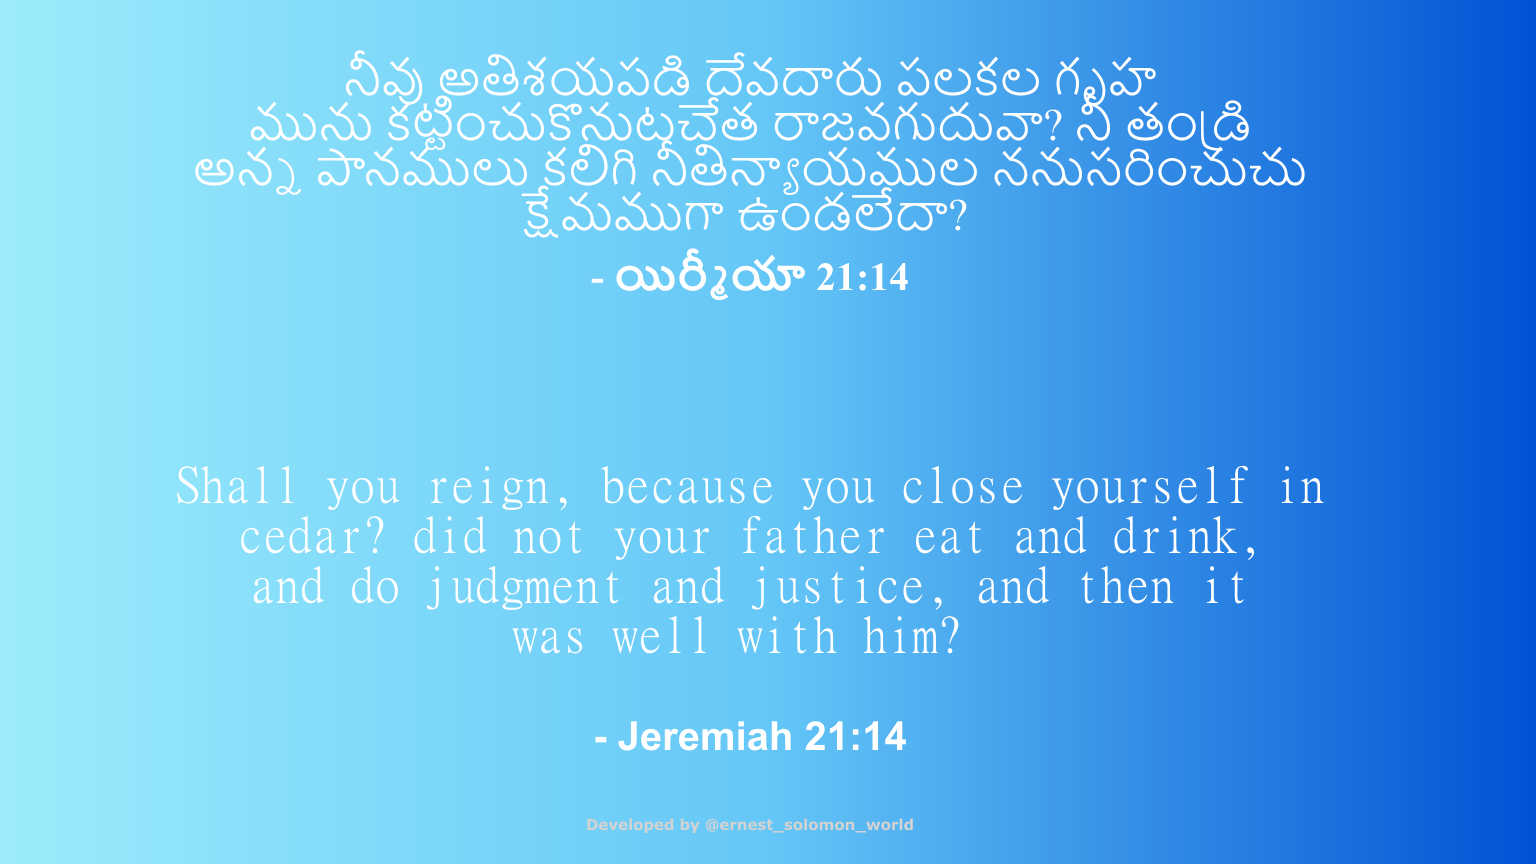 నీవు అతిశయపడి దేవదారు పలకల గృహ
మును కట్టించుకొనుటచేత రాజవగుదువా? నీ తండ్రి
అన్న పానములు కలిగి నీతిన్యాయముల ననుసరించుచు
క్షేమముగా ఉండలేదా?
- యిర్మీయా 21:14
Shall you reign, because you close yourself in
cedar? did not your father eat and drink,
and do judgment and justice, and then it
was well with him?
- Jeremiah 21:14
Developed by @ernest_solomon_world